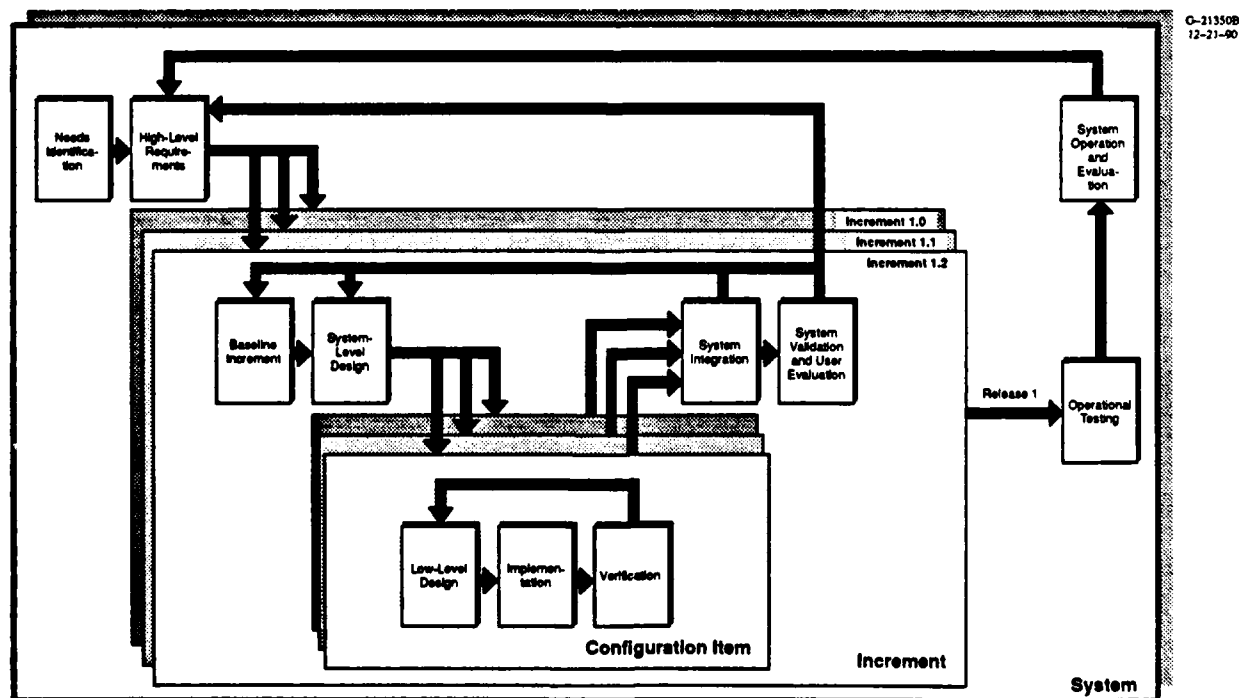 G-21350B
12-21-90
Needs
Identifica-
tion
High-Level
Require-
ments
System
Operation
and
Evalua-
tion
Increment 1.0
Increment 1.1
Increment 1.2
Baseline
Increment
System-
Level
Design
System
Integration
System
Validation
and User
Evaluation
Release 1
Operational
Testing
Low-Level
Design
Implemen-
tation
Verification
Configuration Item
Increment
System